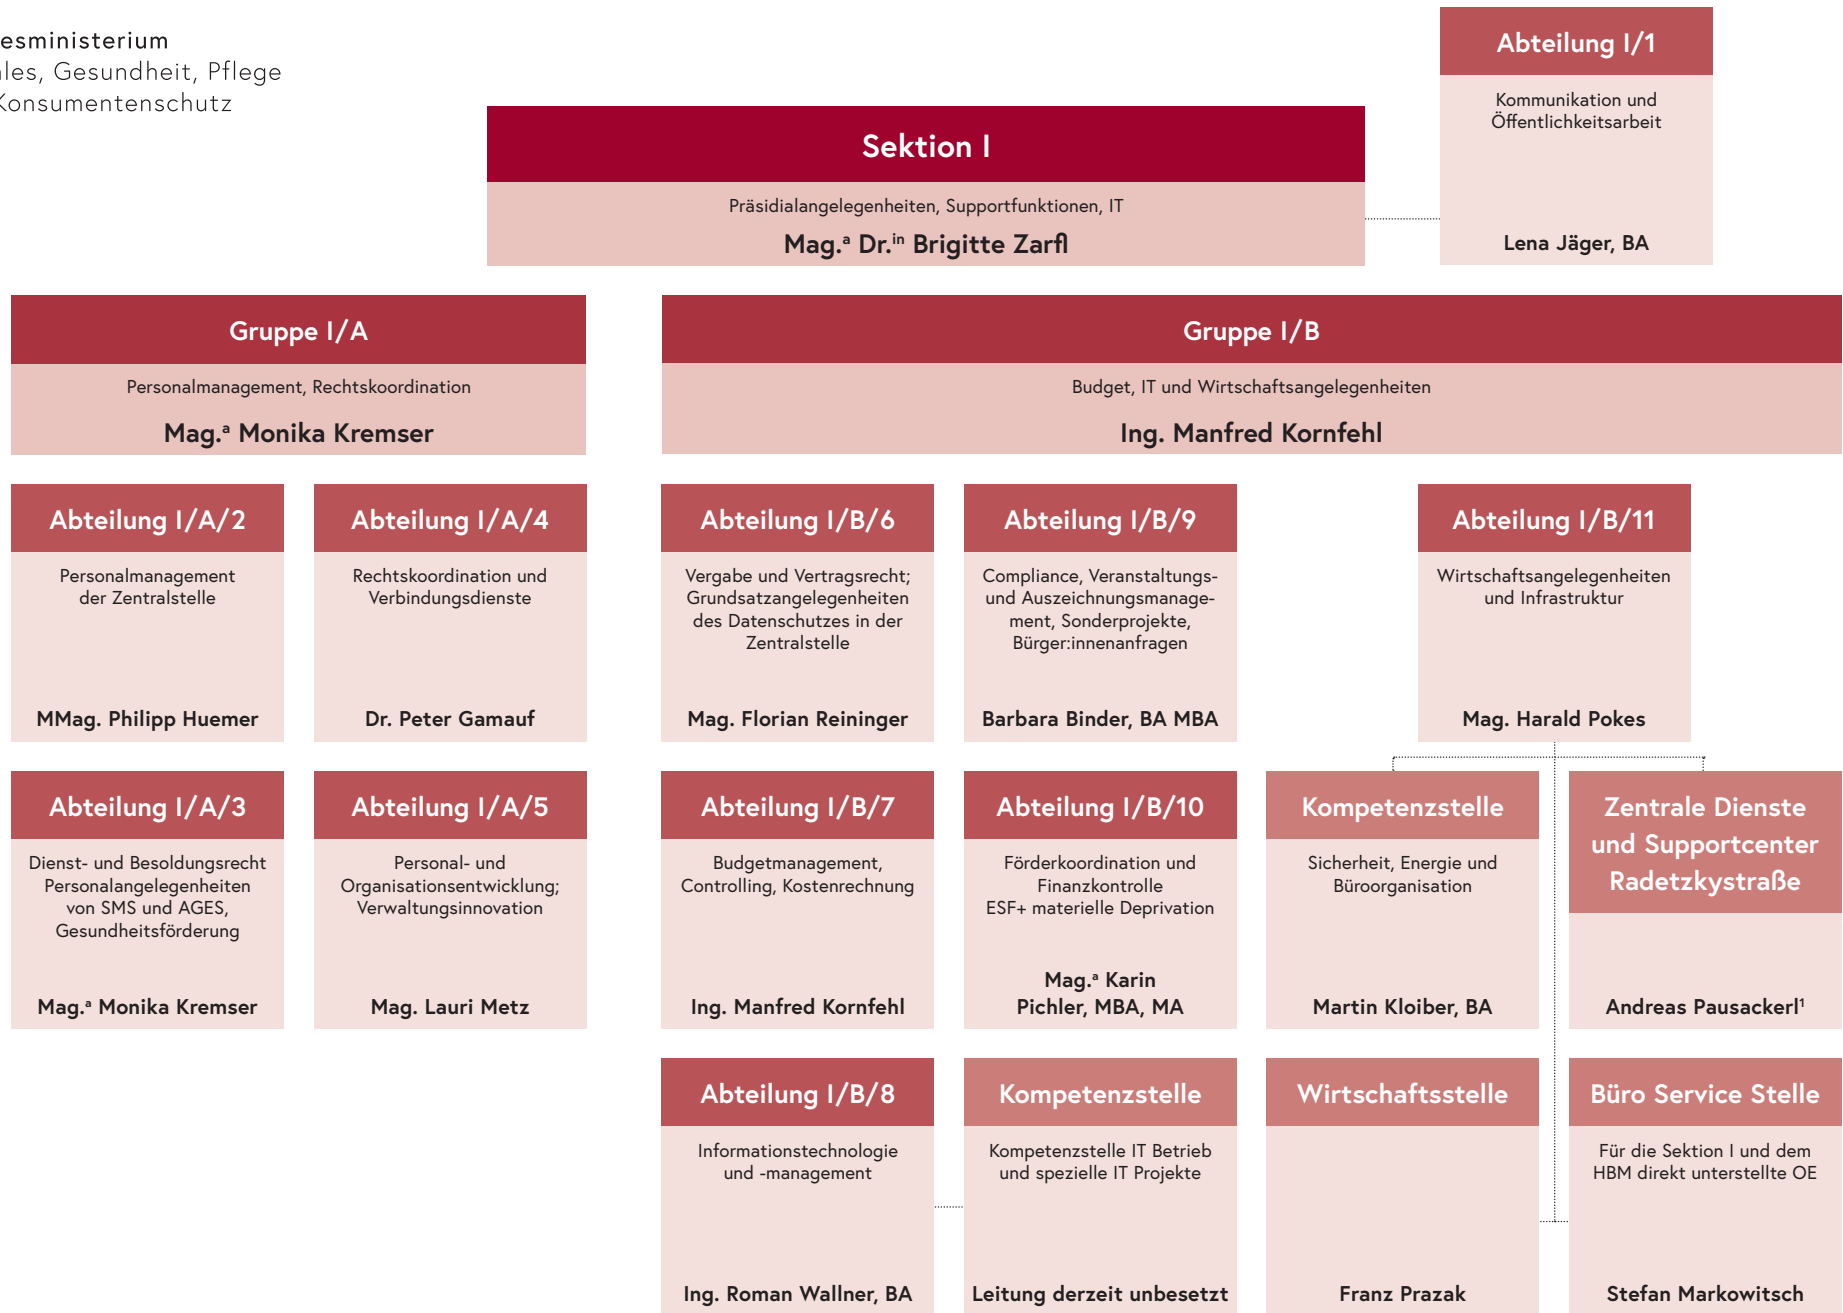 esministerium
les, Gesundheit, Pflege
Konsumentenschutz
Abteilung I/1
Kommunikation und
Öffentlichkeitsarbeit
Lena Jäger, BA
Sektion I
Präsidialangelegenheiten, Supportfunktionen, IT
Mag.ᵃ Dr.ⁱⁿ Brigitte Zarfl
Gruppe I/A
Personalmanagement, Rechtskoordination
Mag.ᵃ Monika Kremser
Gruppe I/B
Budget, IT und Wirtschaftsangelegenheiten
Ing. Manfred Kornfehl
Abteilung I/A/2
Personalmanagement
der Zentralstelle
MMag. Philipp Huemer
Abteilung I/A/4
Rechtskoordination und
Verbindungsdienste
Dr. Peter Gamauf
Abteilung I/B/6
Vergabe und Vertragsrecht;
Grundsatzangelegenheiten
des Datenschutzes in der
Zentralstelle
Mag. Florian Reininger
Abteilung I/B/9
Compliance, Veranstaltungs-
und Auszeichnungsmanage-
ment, Sonderprojekte,
Bürger:innenanfragen
Barbara Binder, BA MBA
Abteilung I/B/11
Wirtschaftsangelegenheiten
und Infrastruktur
Mag. Harald Pokes
Abteilung I/A/3
Dienst- und Besoldungsrecht
Personalangelegenheiten
von SMS und AGES,
Gesundheitsförderung
Mag.ᵃ Monika Kremser
Abteilung I/A/5
Personal- und
Organisationsentwicklung;
Verwaltungsinnovation
Mag. Lauri Metz
Abteilung I/B/7
Budgetmanagement,
Controlling, Kostenrechnung
Ing. Manfred Kornfehl
Abteilung I/B/10
Förderkoordination und
Finanzkontrolle
ESF+ materielle Deprivation
Mag.ᵃ Karin
Pichler, MBA, MA
Kompetenzstelle
Sicherheit, Energie und
Büroorganisation
Martin Kloiber, BA
Zentrale Dienste
und Supportcenter
Radetzkystraße
Andreas Pausackerl¹
Abteilung I/B/8
Informationstechnologie
und -management
Ing. Roman Wallner, BA
Kompetenzstelle
Kompetenzstelle IT Betrieb
und spezielle IT Projekte
Leitung derzeit unbesetzt
Wirtschaftsstelle
Franz Prazak
Büro Service Stelle
Für die Sektion I und dem
HBM direkt unterstellte OE
Stefan Markowitsch